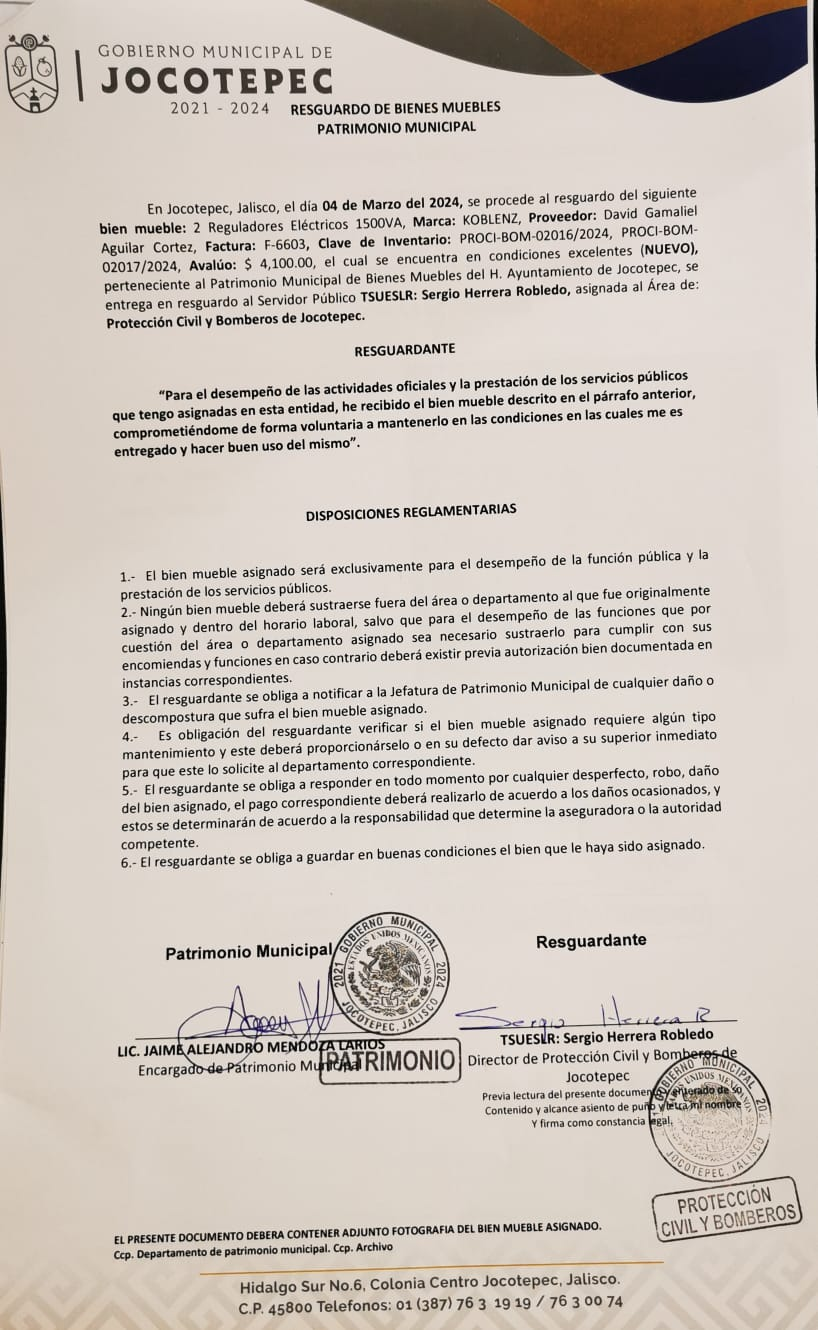 GOBIERNO MUNICIPAL DE
JOCOTEPEC
2021 - 2024
RESGUARDO DE BIENES MUEBLES
PATRIMONIO MUNICIPAL
En Jocotepec, Jalisco, el día 04 de Marzo del 2024, se procede al resguardo del siguiente
bien mueble: 2 Reguladores Eléctricos 1500VA, Marca: KOBLENZ, Proveedor: David Gamaliel
Aguilar Cortez, Factura: F-6603, Clave de Inventario: PROCI-BOM-02016/2024, PROCI-BOM-
02017/2024, Avalúo: $ 4,100.00, el cual se encuentra en condiciones excelentes (NUEVO),
perteneciente al Patrimonio Municipal de Bienes Muebles del H. Ayuntamiento de Jocotepec, se
entrega en resguardo al Servidor Público TSUESLR: Sergio Herrera Robledo, asignada al Área de:
Protección Civil y Bomberos de Jocotepec.
RESGUARDANTE
“Para el desempeño de las actividades oficiales y la prestación de los servicios públicos
que tengo asignadas en esta entidad, he recibido el bien mueble descrito en el párrafo anterior,
comprometiéndome de forma voluntaria a mantenerlo en las condiciones en las cuales me es
entregado y hacer buen uso del mismo”.
DISPOSICIONES REGLAMENTARIAS
1.- El bien mueble asignado será exclusivamente para el desempeño de la función pública y la
prestación de los servicios públicos.
2.- Ningún bien mueble deberá sustraerse fuera del área o departamento al que fue originalmente
asignado y dentro del horario laboral, salvo que para el desempeño de las funciones que por
cuestión del área o departamento asignado sea necesario sustraerlo para cumplir con sus
encomiendas y funciones en caso contrario deberá existir previa autorización bien documentada en
instancias correspondientes.
3.- El resguardante se obliga a notificar a la Jefatura de Patrimonio Municipal de cualquier daño o
descompostura que sufra el bien mueble asignado.
4.- Es obligación del resguardante verificar si el bien mueble asignado requiere algún tipo
mantenimiento y este deberá proporcionárselo o en su defecto dar aviso a su superior inmediato
para que este lo solicite al departamento correspondiente.
5.- El resguardante se obliga a responder en todo momento por cualquier desperfecto, robo, daño
del bien asignado, el pago correspondiente deberá realizarlo de acuerdo a los daños ocasionados, y
estos se determinarán de acuerdo a la responsabilidad que determine la aseguradora o la autoridad
competente.
6.- El resguardante se obliga a guardar en buenas condiciones el bien que le haya sido asignado.
Patrimonio Municipal
GOBIERNO MUNICIPAL
ESTADOS UNIDOS MEXICANOS
2021 2024
JOCOTEPEC, JALISCO
LIC. JAIME ALEJANDRO MENDOZA LARIOS
Encargado de Patrimonio Municipal
PATRIMONIO
Resguardante
Sergio Herrera R
TSUESLR: Sergio Herrera Robledo
Director de Protección Civil y Bomberos de
Jocotepec
Previa lectura del presente documento, enterado de so
Contenido y alcance asiento de puño y letra mi nombre
Y firma como constancia legal.
GOBIERNO MUNICIPAL
UNIDOS MEXICANOS
2021 2024
JOCOTEPEC, JALISCO
PROTECCIÓN
CIVIL Y BOMBEROS
EL PRESENTE DOCUMENTO DEBERA CONTENER ADJUNTO FOTOGRAFIA DEL BIEN MUEBLE ASIGNADO.
Ccp. Departamento de patrimonio municipal. Ccp. Archivo
Hidalgo Sur No.6, Colonia Centro Jocotepec, Jalisco.
C.P. 45800 Telefonos: 01 (387) 76 3 19 19 / 76 3 00 74